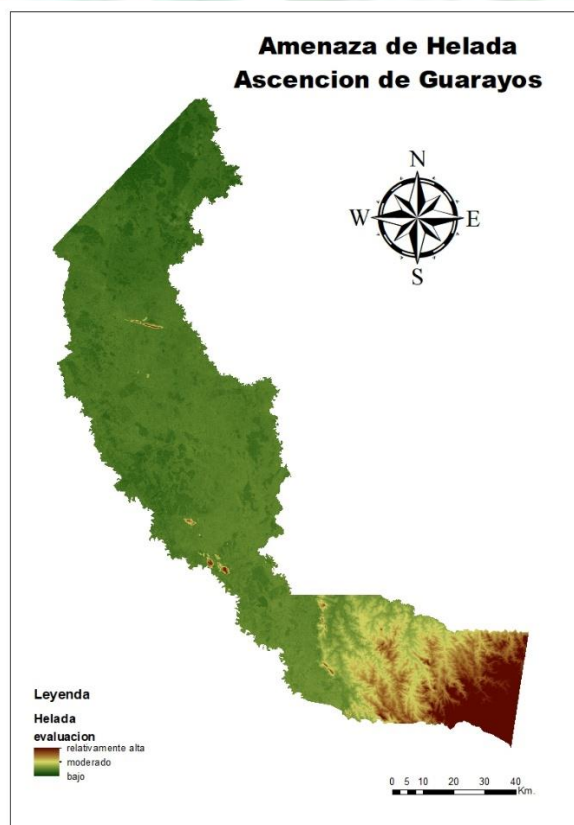 Amenaza de Helada
Ascencion de Guarayos
N
W E
S
Leyenda
Helada
evaluacion
relativamente alta
moderado
bajo
0 5 10 20 30 40
Km.